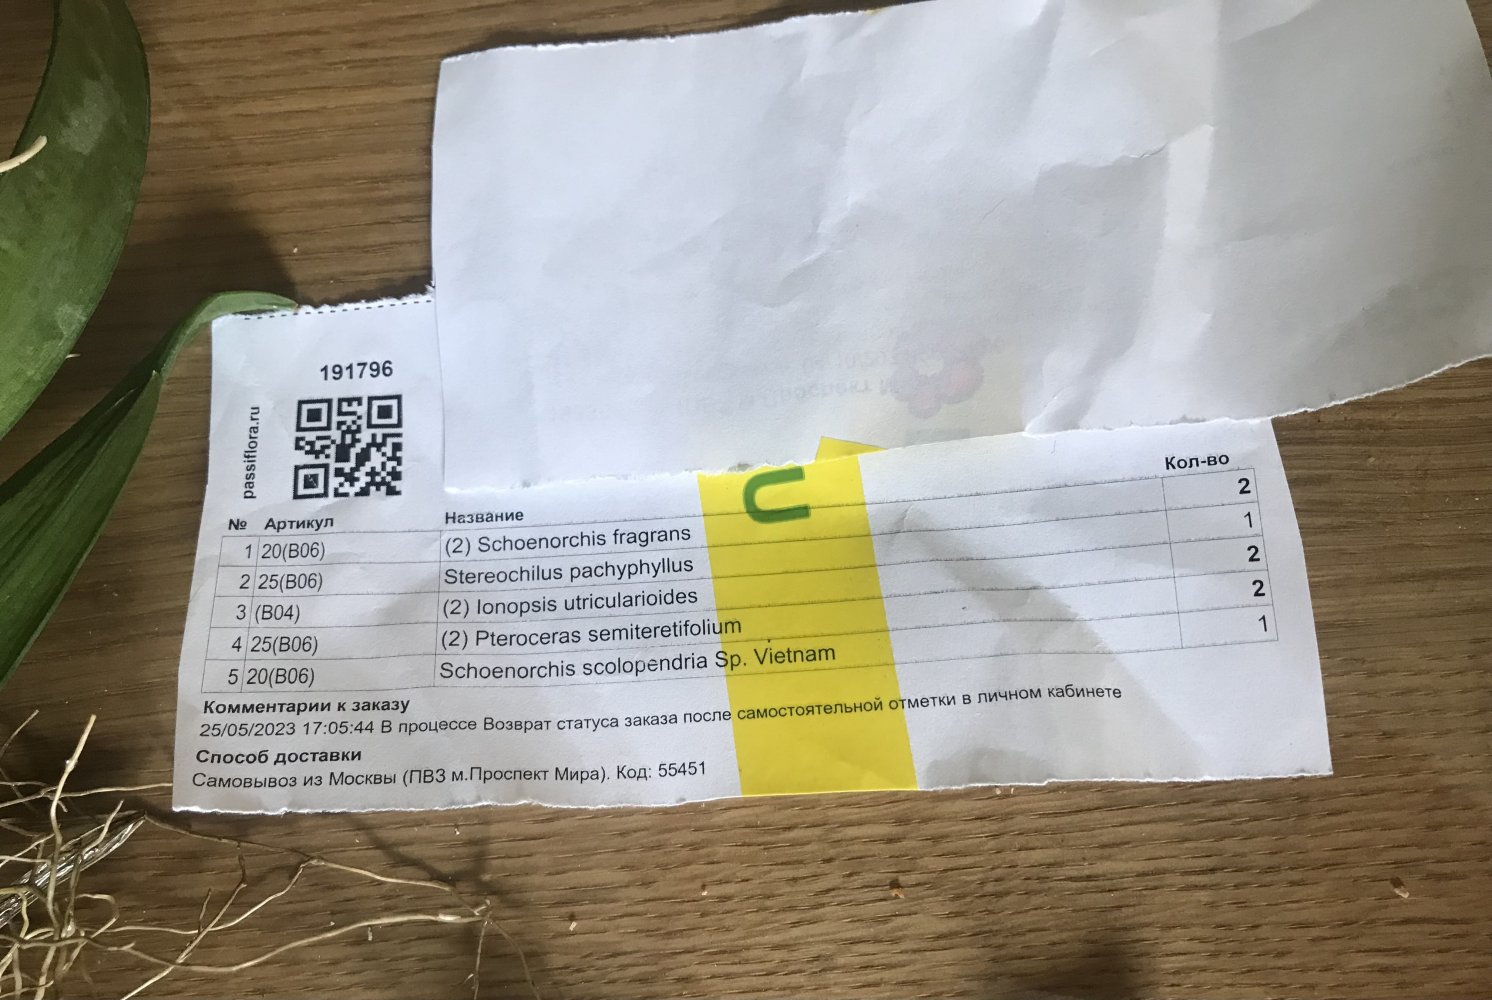 191796
passiflora.ru
№ Артикул Название Кол-во
1 20(B06) (2) Schoenorchis fragrans 2
2 25(B06) Stereochilus pachyphyllus 1
3 (B04) (2) Ionopsis utricularioides 2
4 25(B06) (2) Pteroceras semiteretifolium 2
5 20(B06) Schoenorchis scolopendria Sp. Vietnam 1
Комментарии к заказу
25/05/2023 17:05:44 В процессе Возврат статуса заказа после самостоятельной отметки в личном кабинете
Способ доставки
Самовывоз из Москвы (ПВЗ м.Проспект Мира). Код: 55451